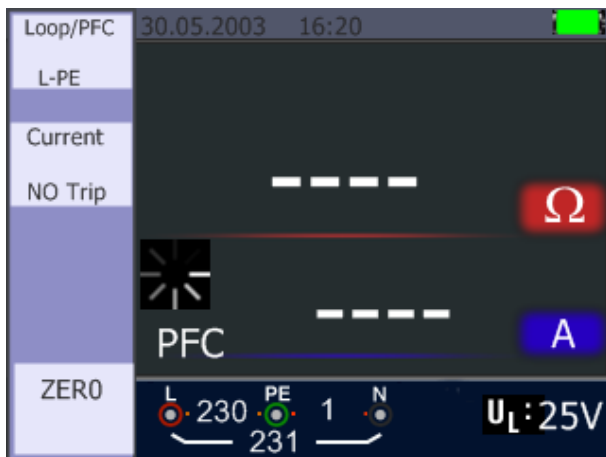 Loop/PFC
30.05.2003 16:20
L-PE
Current
NO Trip
---- Ω
PFC ---- A
ZER0
L PE N
230 1
231
UL:25V